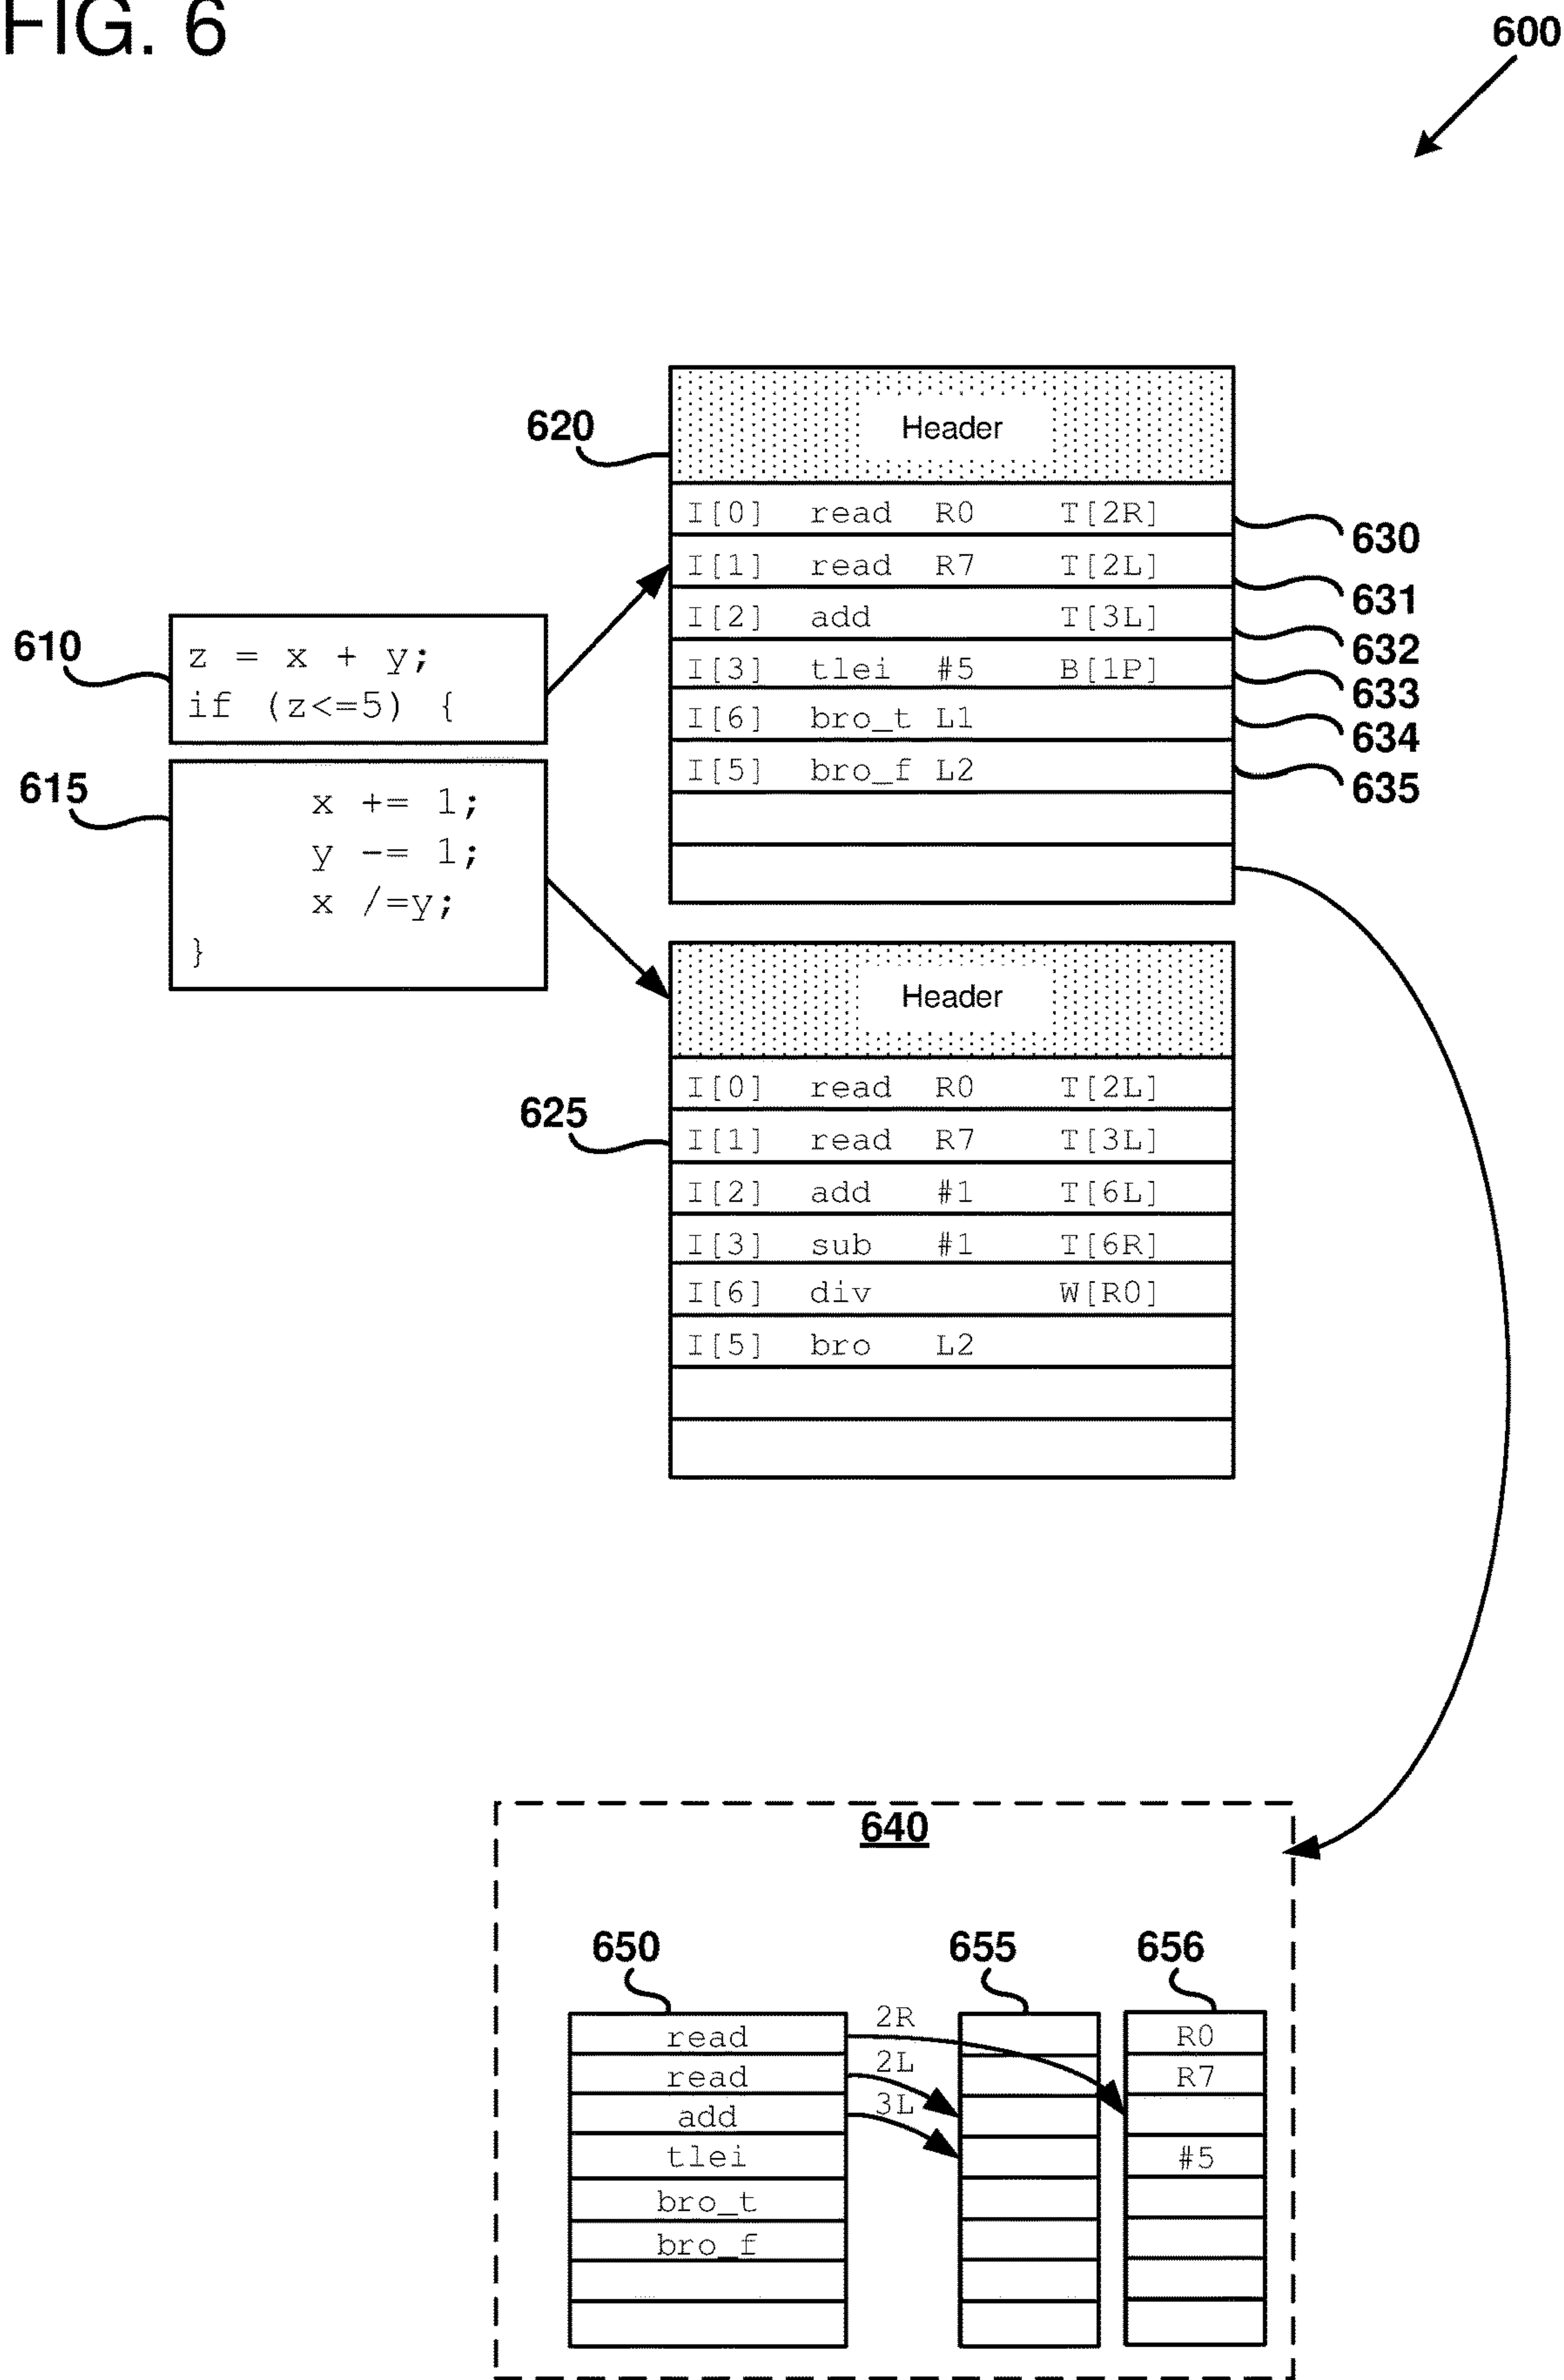 FIG. 6
600
620
Header
I[0] read R0 T[2R]
630
I[1] read R7 T[2L]
631
I[2] add T[3L]
632
I[3] tlei #5 B[1P]
633
I[6] bro_t L1
634
I[5] bro_f L2
635
610
z = x + y;
if (z<=5) {
615
x += 1;
y -= 1;
x /=y;
}
Header
625
I[0] read R0 T[2L]
I[1] read R7 T[3L]
I[2] add #1 T[6L]
I[3] sub #1 T[6R]
I[6] div W[R0]
I[5] bro L2
640
650
655
656
read
read
add
tlei
bro_t
bro_f
2R
2L
3L
R0
R7
#5